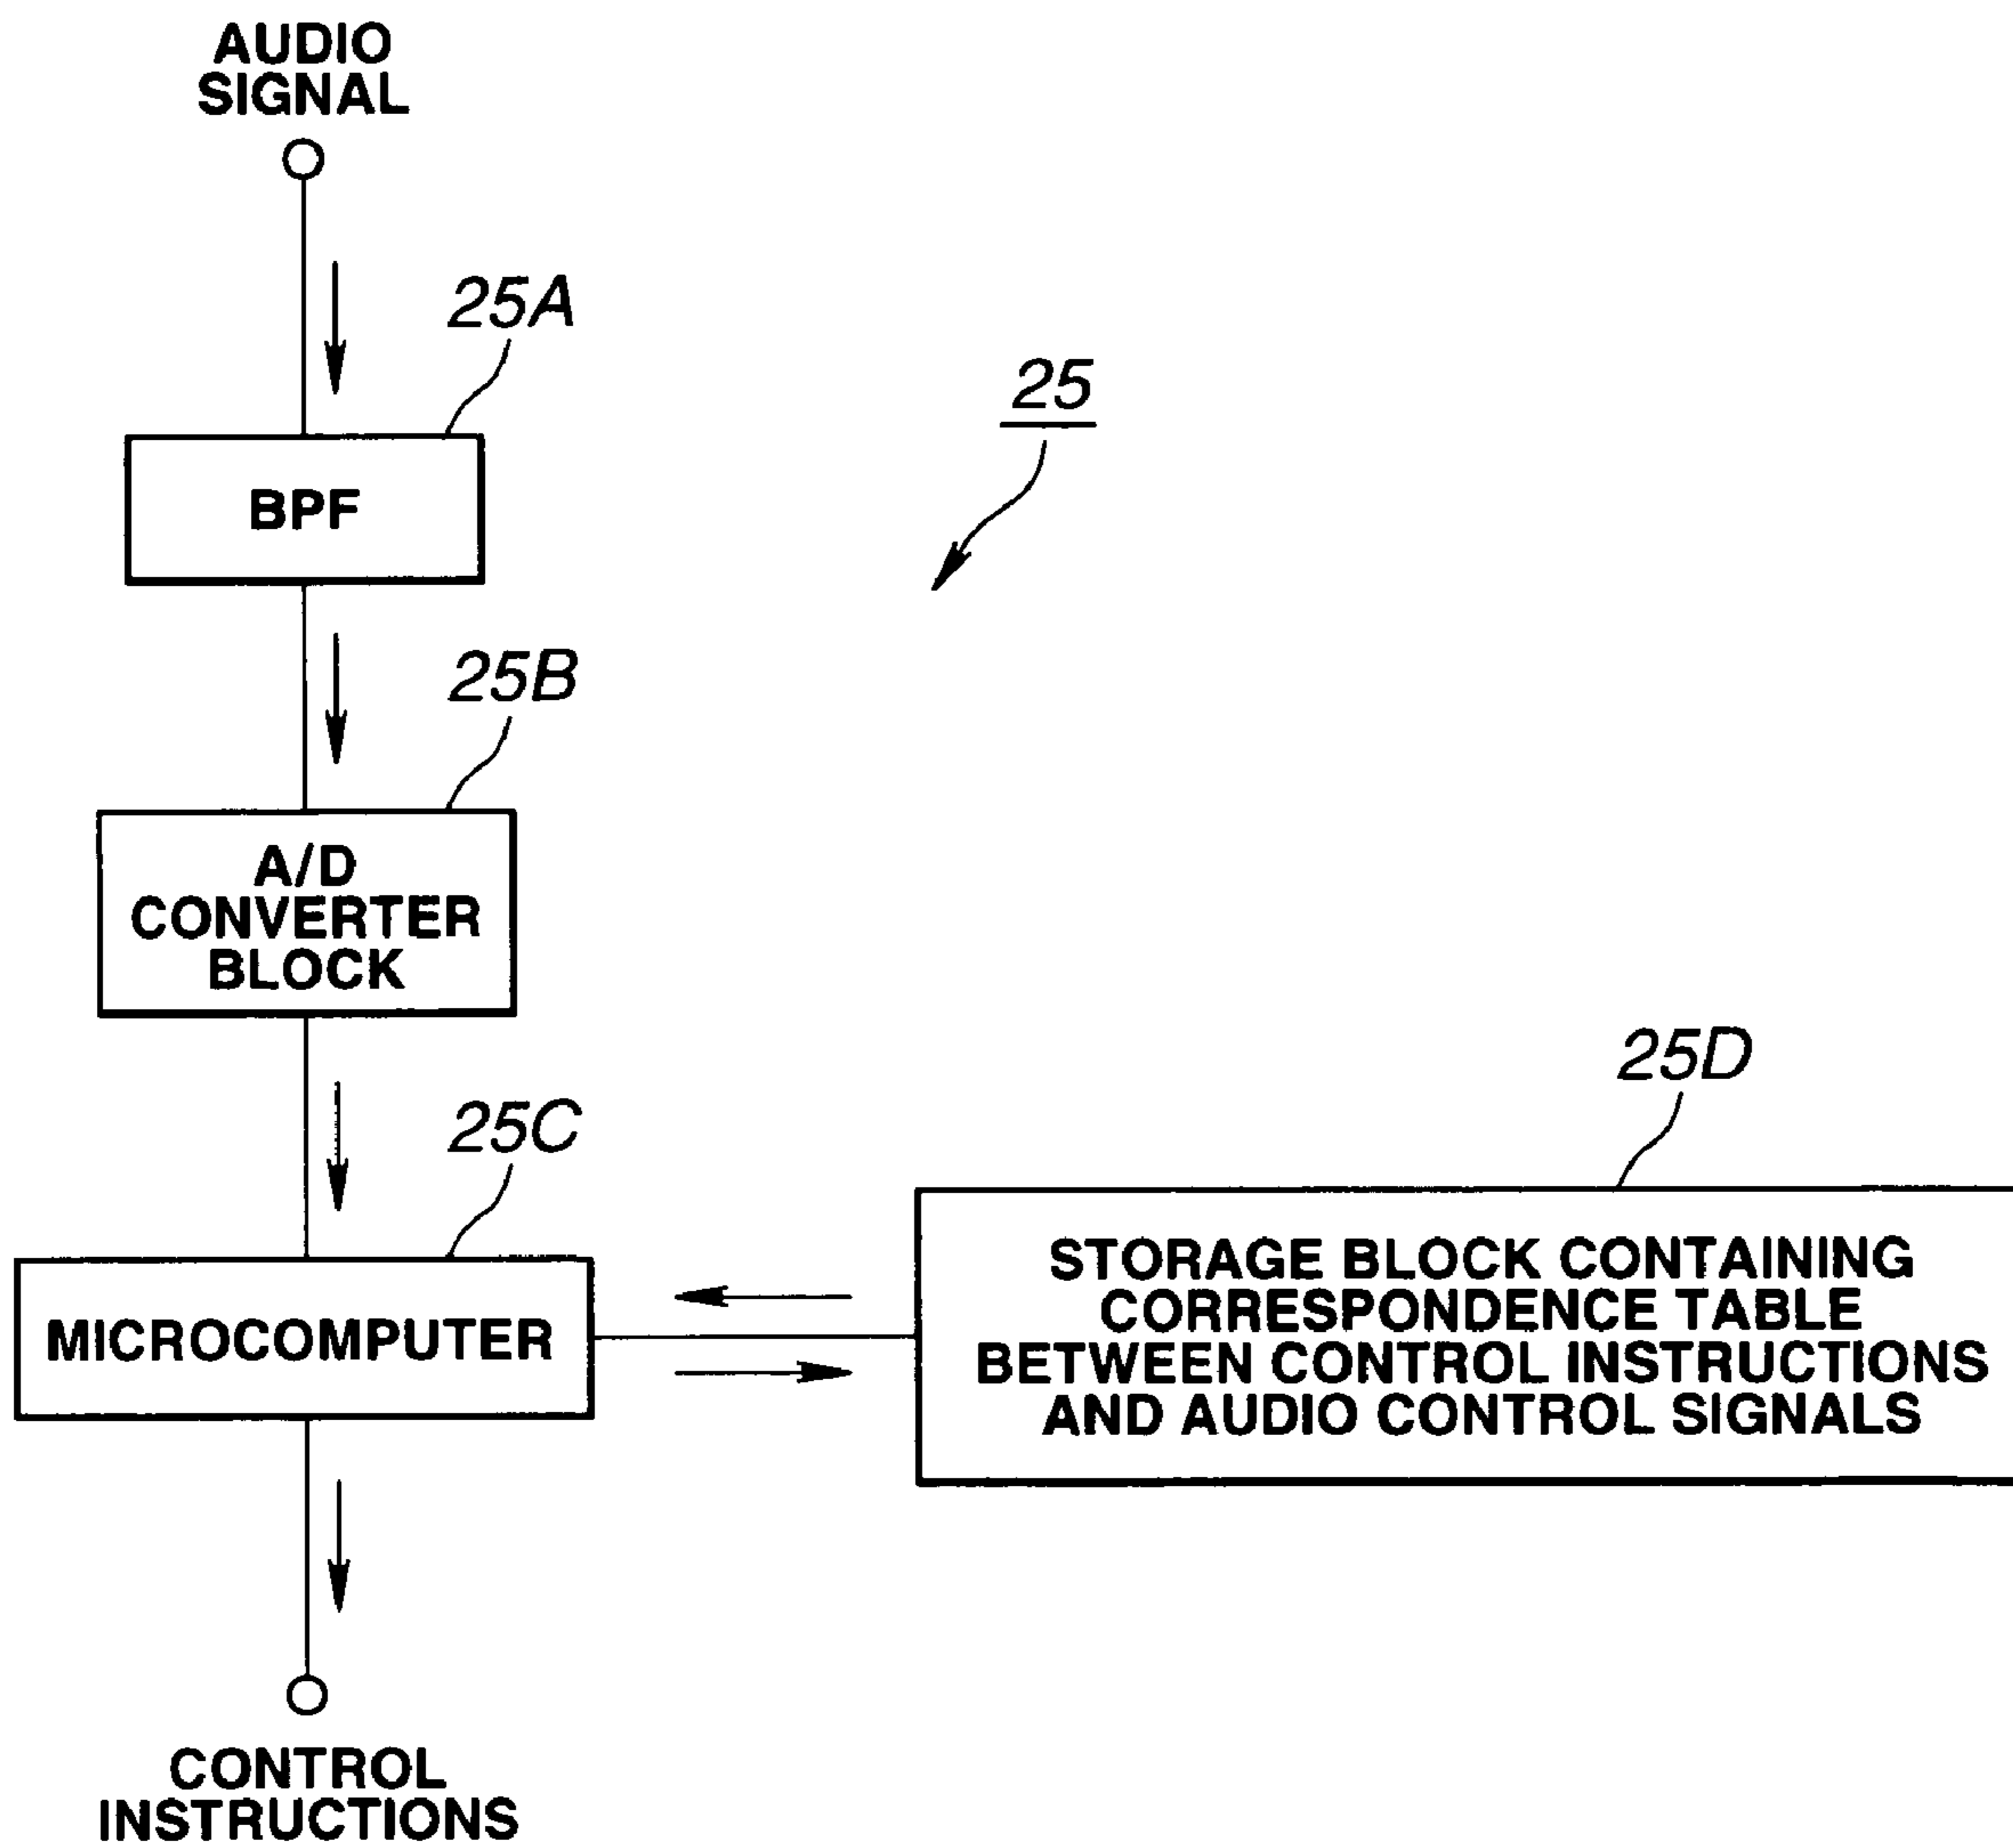 AUDIO
SIGNAL
25A
25
BPF
25B
A/D
CONVERTER
BLOCK
25C
25D
MICROCOMPUTER
STORAGE BLOCK CONTAINING
CORRESPONDENCE TABLE
BETWEEN CONTROL INSTRUCTIONS
AND AUDIO CONTROL SIGNALS
CONTROL
INSTRUCTIONS